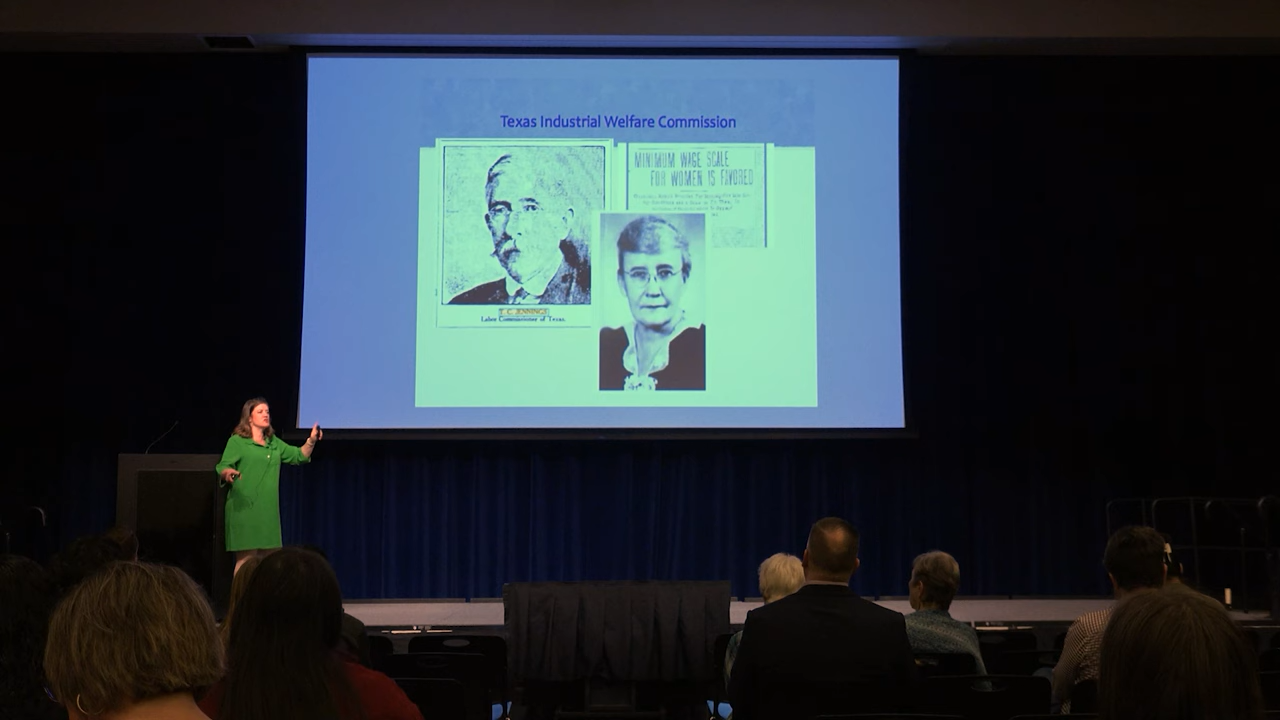 Texas Industrial Welfare Commission
MINIMUM WAGE SCALE
FOR WOMEN IS FAVORED
T. C. JENNINGS
Labor Commissioner of Texas.